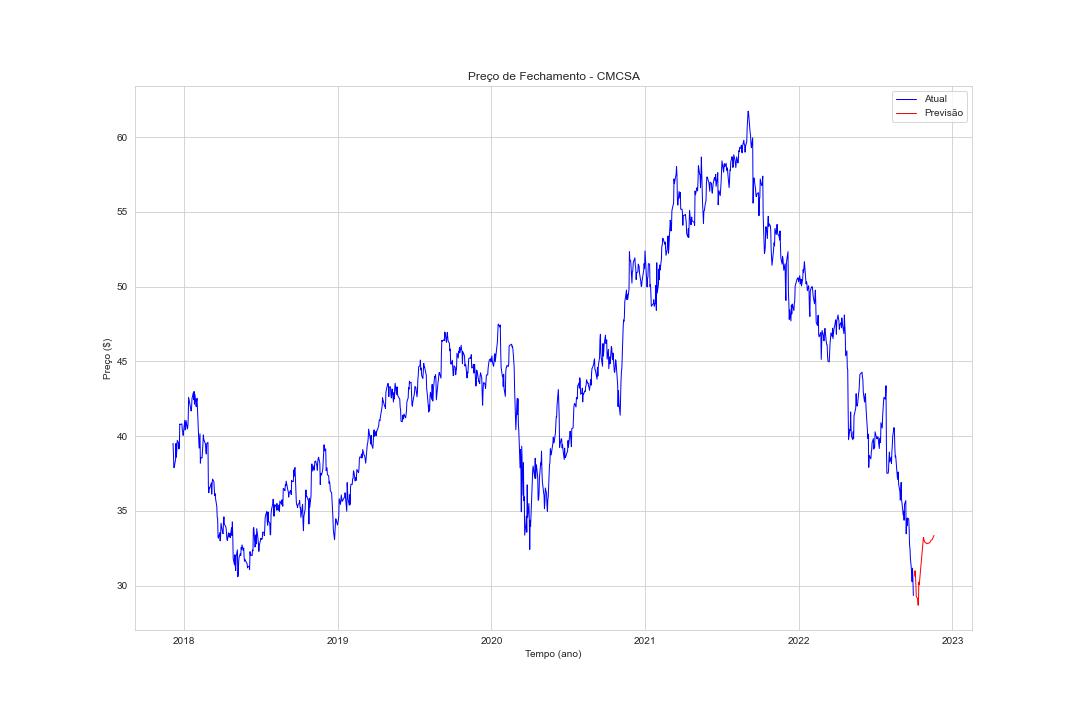 Preço de Fechamento - CMCSA
Atual
Previsão
60
55
50
45
40
35
30
Preço ($)
2018 2019 2020 2021 2022 2023
Tempo (ano)